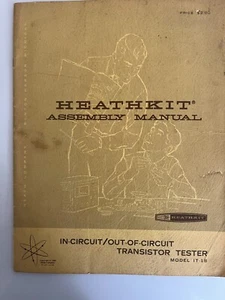 HEATHKIT®
ASSEMBLY MANUAL
HEATHKIT
IN-CIRCUIT/OUT-OF-CIRCUIT
TRANSISTOR TESTER
MODEL IT-18